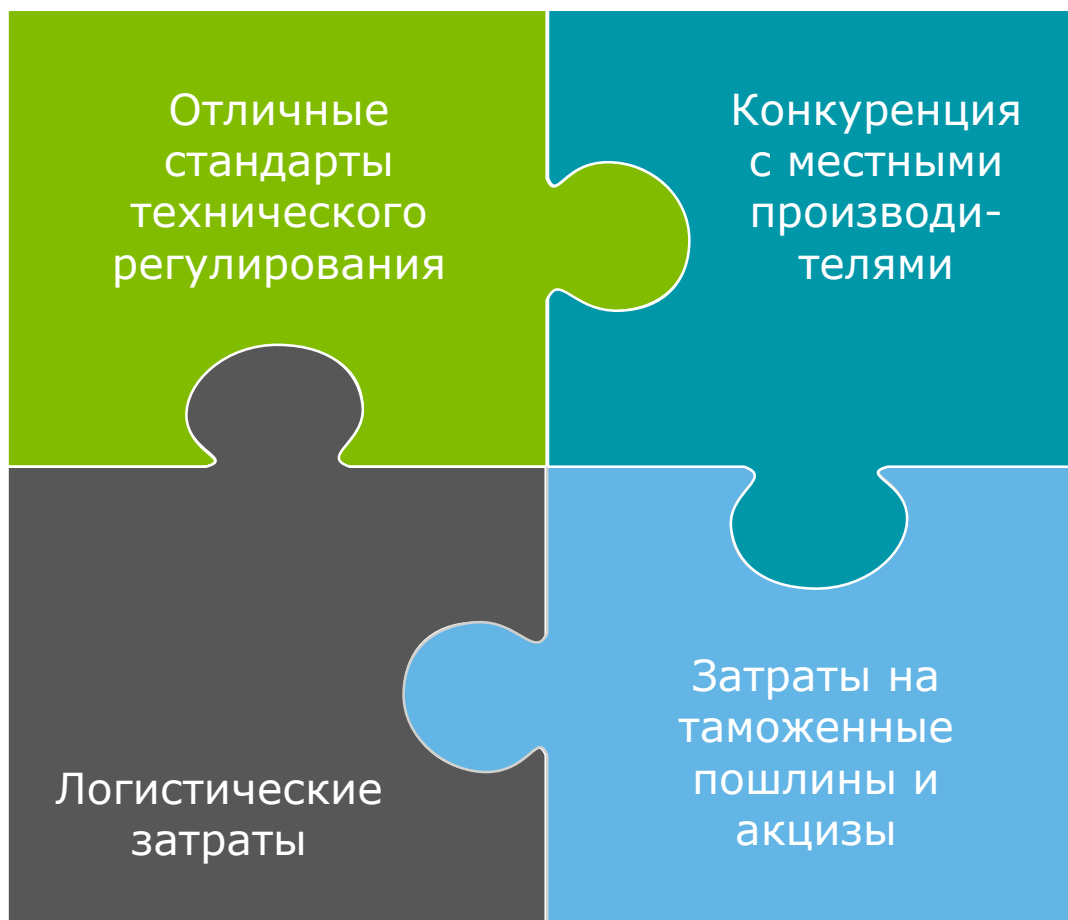 Отличные
стандарты
технического
регулирования
Конкуренция
с местными
производи-
телями
Логистические
затраты
Затраты на
таможенные
пошлины и
акцизы